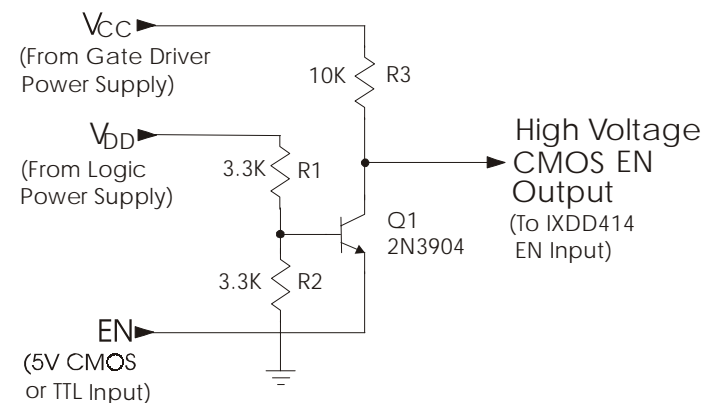 VCC
(From Gate Driver
Power Supply)
10K R3
VDD
(From Logic
Power Supply)
3.3K R1
High Voltage
CMOS EN
Output
(To IXDD414
EN Input)
Q1
2N3904
3.3K R2
EN
(5V CMOS
or TTL Input)